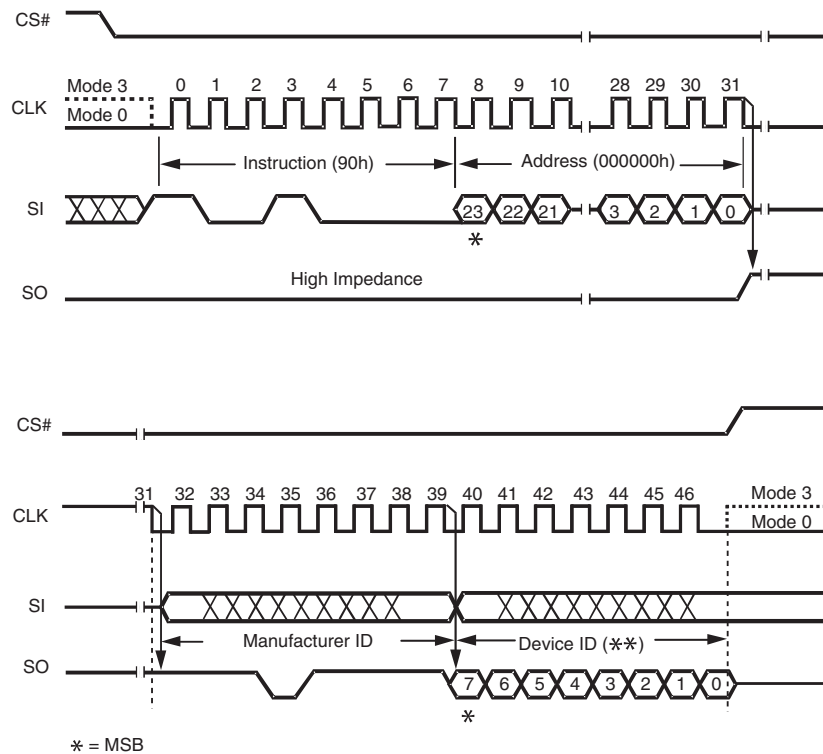 CS#
Mode 3
0 1 2 3 4 5 6 7 8 9 10 28 29 30 31
CLK
Mode 0
Instruction (90h) Address (000000h)
SI
23 22 21 3 2 1 0
*
High Impedance
SO
CS#
31 32 33 34 35 36 37 38 39 40 41 42 43 44 45 46
Mode 3
CLK
Mode 0
SI
Manufacturer ID Device ID (**)
SO
7 6 5 4 3 2 1 0
*
* = MSB